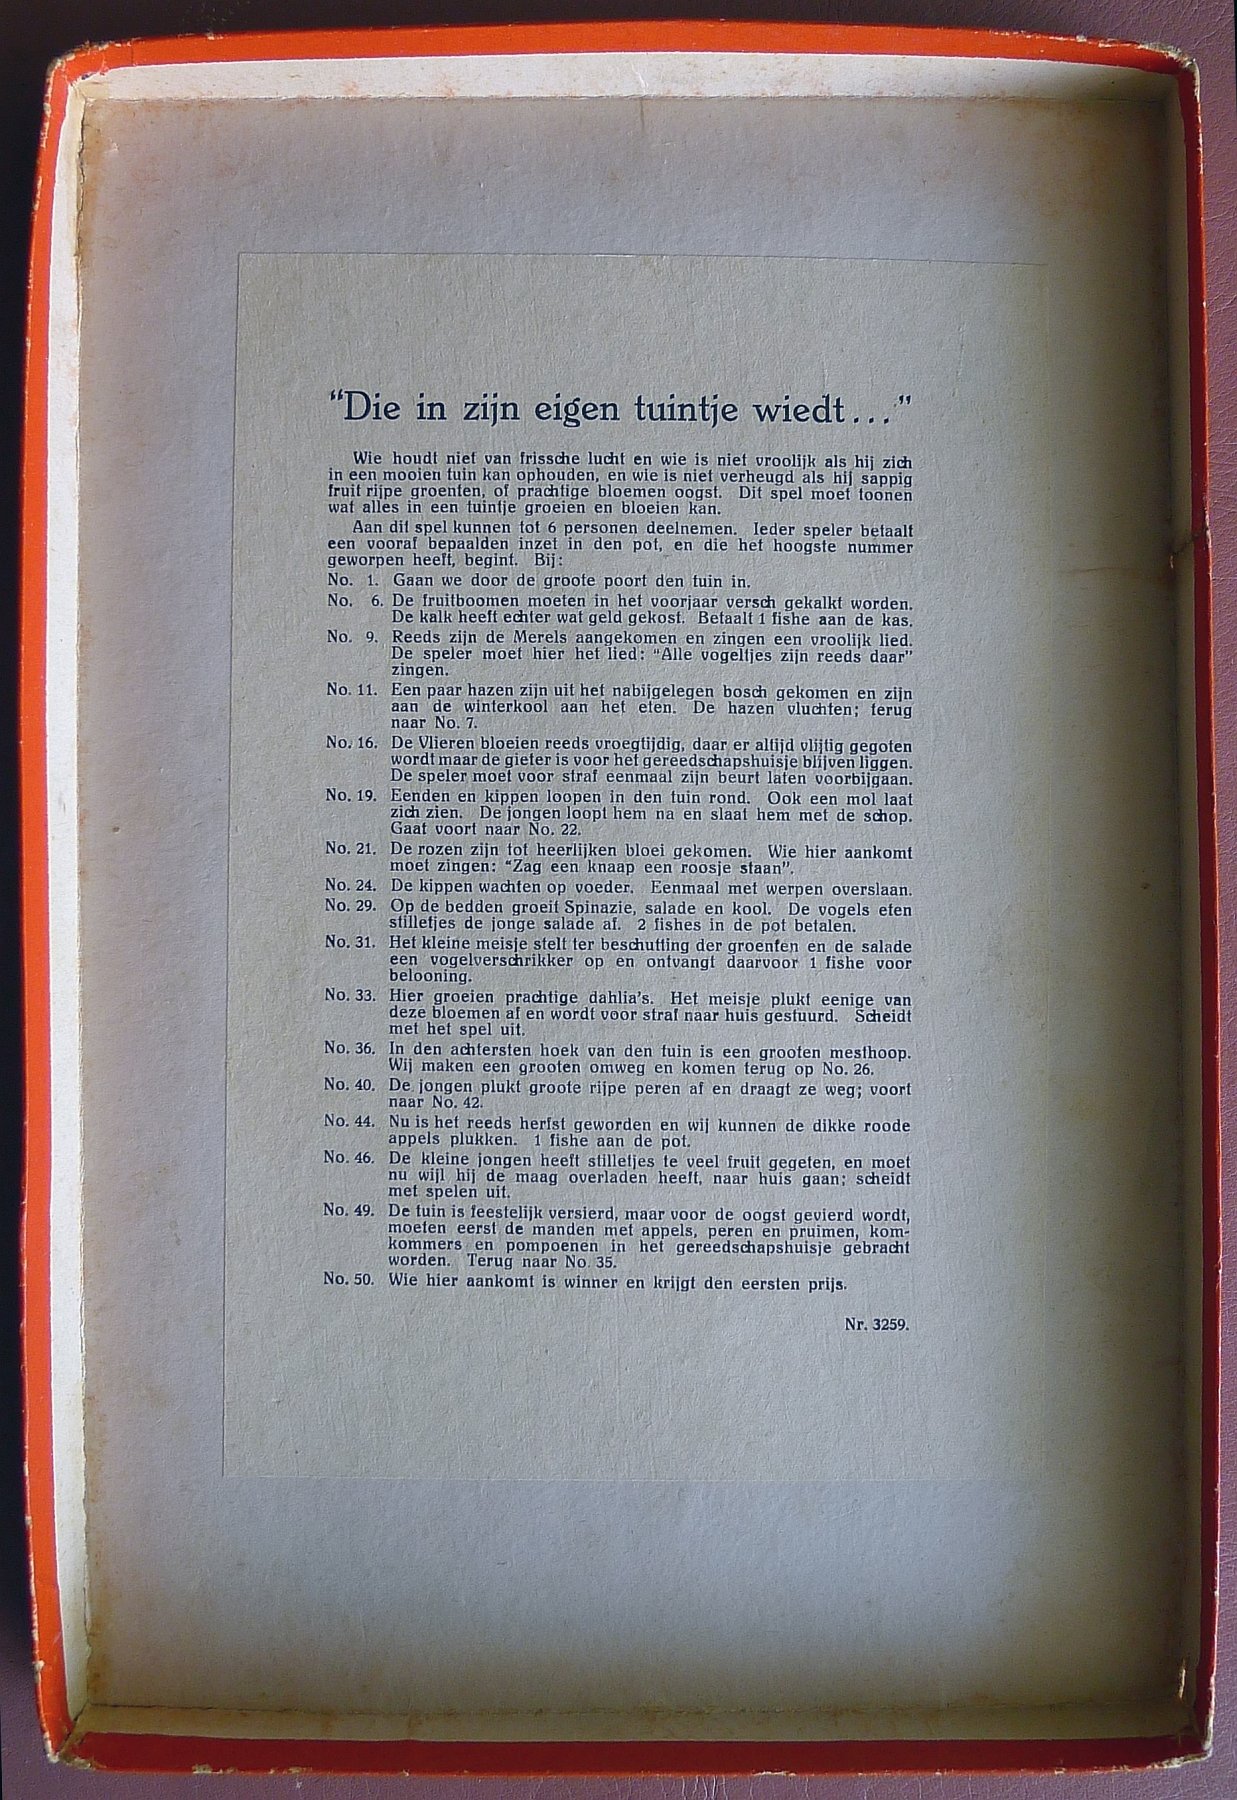 “Die in zijn eigen tuintje wiedt...”
Wie houdt niet van frissche lucht en wie is niet vroolijk als hij zich
in een mooien tuin kan ophouden, en wie is niet verheugd als hij sappig
fruit rijpe groenten, of prachtige bloemen oogst. Dit spel moet toonen
wat alles in een tuintje groeien en bloeien kan.
Aan dit spel kunnen tot 6 personen deelnemen. Ieder speler betaalt
een vooraf bepaalden inzet in den pot, en die het hoogste nummer
geworpen heeft, begint. Bij:
No. 1. Gaan we door de groote poort den tuin in.
No. 6. De fruitboomen moeten in het voorjaar versch gekalkt worden.
De kalk heeft echter wat geld gekost. Betaalt 1 fishe aan de kas.
No. 9. Reeds zijn de Merels aangekomen en zingen een vroolijk lied.
De speler moet hier het lied: “Alle vogeltjes zijn reeds daar”
zingen.
No. 11. Een paar hazen zijn uit het nabijgelegen bosch gekomen en zijn
aan de winterkool aan het eten. De hazen vluchten; terug
naar No. 7.
No. 16. De Vlieren bloeien reeds vroegtijdig, daar er altijd vlijtig gegoten
wordt maar de gieter is voor het gereedschapshuisje blijven liggen.
De speler moet voor straf eenmaal zijn beurt laten voorbijgaan.
No. 19. Eenden en kippen loopen in den tuin rond. Ook een mol laat
zich zien. De jongen loopt hem na en slaat hem met de schop.
Gaat voort naar No. 22.
No. 21. De rozen zijn tot heerlijken bloei gekomen. Wie hier aankomt
moet zingen: “Zag een knaap een roosje staan”.
No. 24. De kippen wachten op voeder. Eenmaal met werpen overslaan.
No. 29. Op de bedden groeit Spinazie, salade en kool. De vogels eten
stilletjes de jonge salade af. 2 fishes in de pot betalen.
No. 31. Het kleine meisje stelt ter beschutting der groenten en de salade
een vogelverschrikker op en ontvangt daarvoor 1 fishe voor
belooning.
No. 33. Hier groeien prachtige dahlia's. Het meisje plukt eenige van
deze bloemen af en wordt voor straf naar huis gestuurd. Scheidt
met het spel uit.
No. 36. In den achtersten hoek van den tuin is een grooten mesthoop.
Wij maken een grooten omweg en komen terug op No. 26.
No. 40. De jongen plukt groote rijpe peren af en draagt ze weg; voort
naar No. 42.
No. 44. Nu is het reeds herfst geworden en wij kunnen de dikke roode
appels plukken. 1 fishe aan de pot.
No. 46. De kleine jongen heeft stilletjes te veel fruit gegeten, en moet
nu wijl hij de maag overladen heeft, naar huis gaan; scheidt
met spelen uit.
No. 49. De tuin is feestelijk versierd, maar voor de oogst gevierd wordt,
moeten eerst de manden met appels, peren en pruimen, kom-
kommers en pompoenen in het gereedschapshuisje gebracht
worden. Terug naar No. 35.
No. 50. Wie hier aankomt is winner en krijgt den eersten prijs.
Nr. 3259.